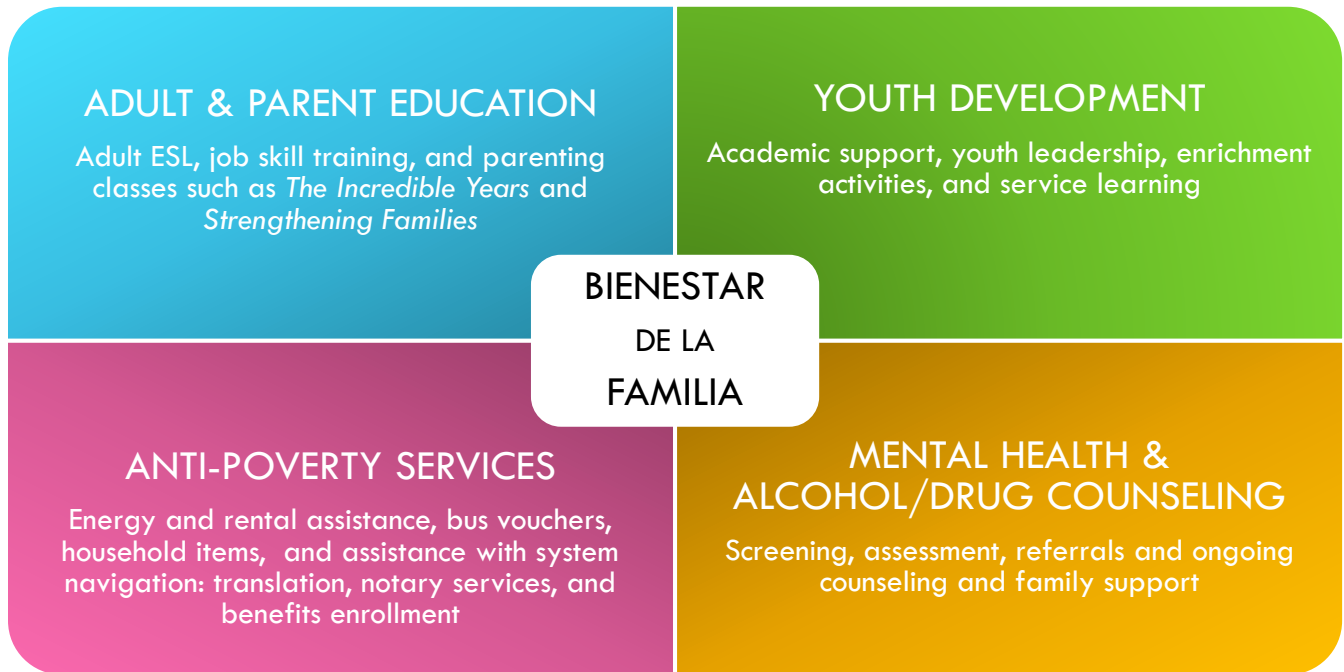 ADULT & PARENT EDUCATION
Adult ESL, job skill training, and parenting
classes such as The Incredible Years and
Strengthening Families
YOUTH DEVELOPMENT
Academic support, youth leadership, enrichment
activities, and service learning
BIENESTAR
DE LA
FAMILIA
ANTI-POVERTY SERVICES
Energy and rental assistance, bus vouchers,
household items,  and assistance with system
navigation: translation, notary services, and
benefits enrollment
MENTAL HEALTH &
ALCOHOL/DRUG COUNSELING
Screening, assessment, referrals and ongoing
counseling and family support